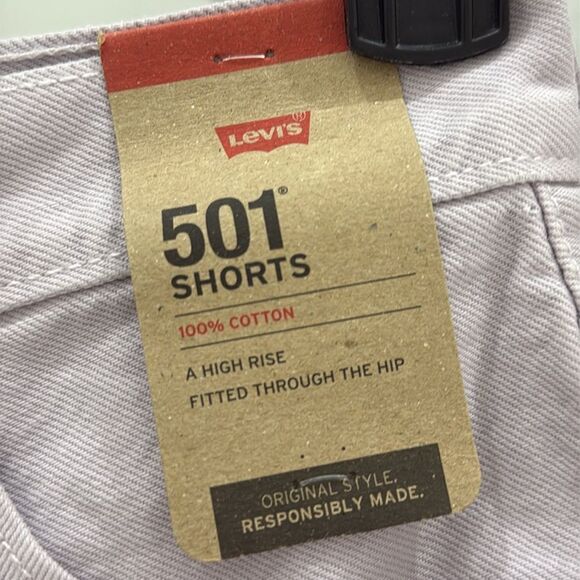 Levi's®
501®
SHORTS
100% COTTON
A HIGH RISE
FITTED THROUGH THE HIP
ORIGINAL STYLE.
RESPONSIBLY MADE.